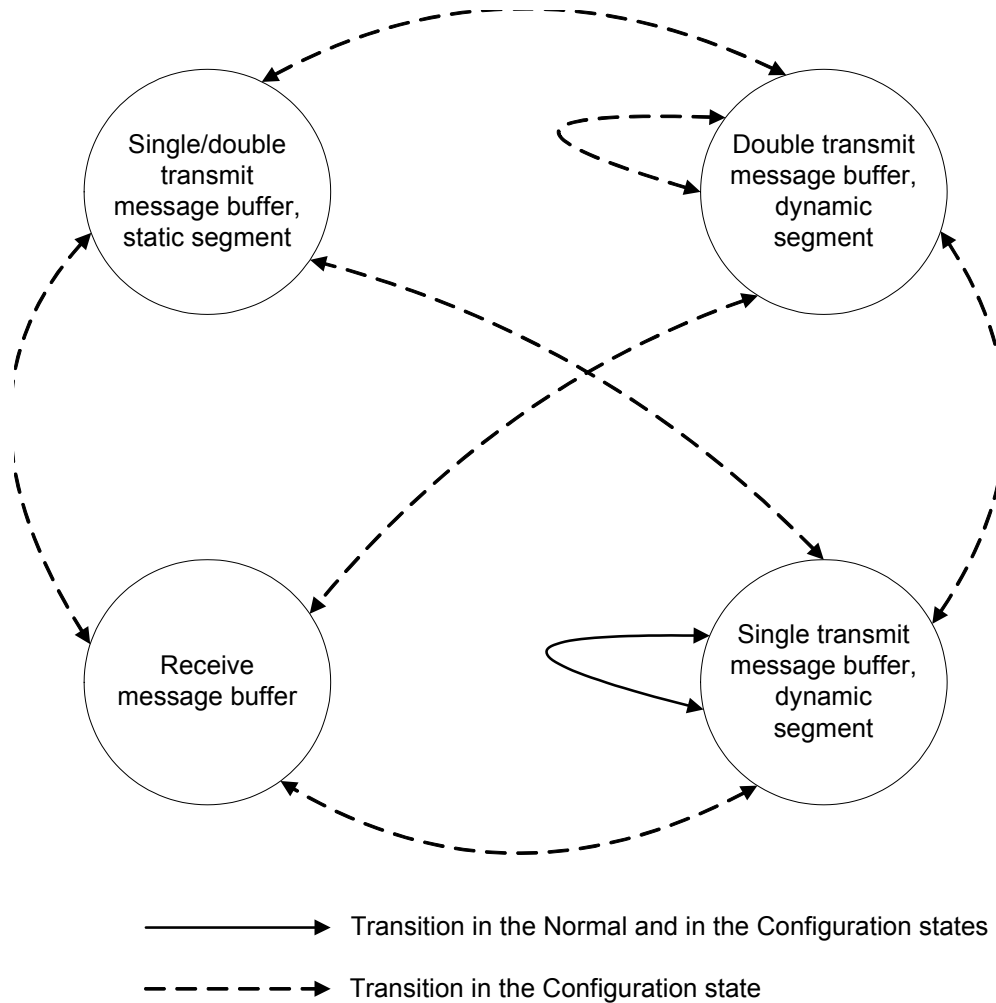 Single/double
transmit
message buffer,
static segment
Double transmit
message buffer,
dynamic
segment
Receive
message buffer
Single transmit
message buffer,
dynamic
segment
Transition in the Normal and in the Configuration states
Transition in the Configuration state